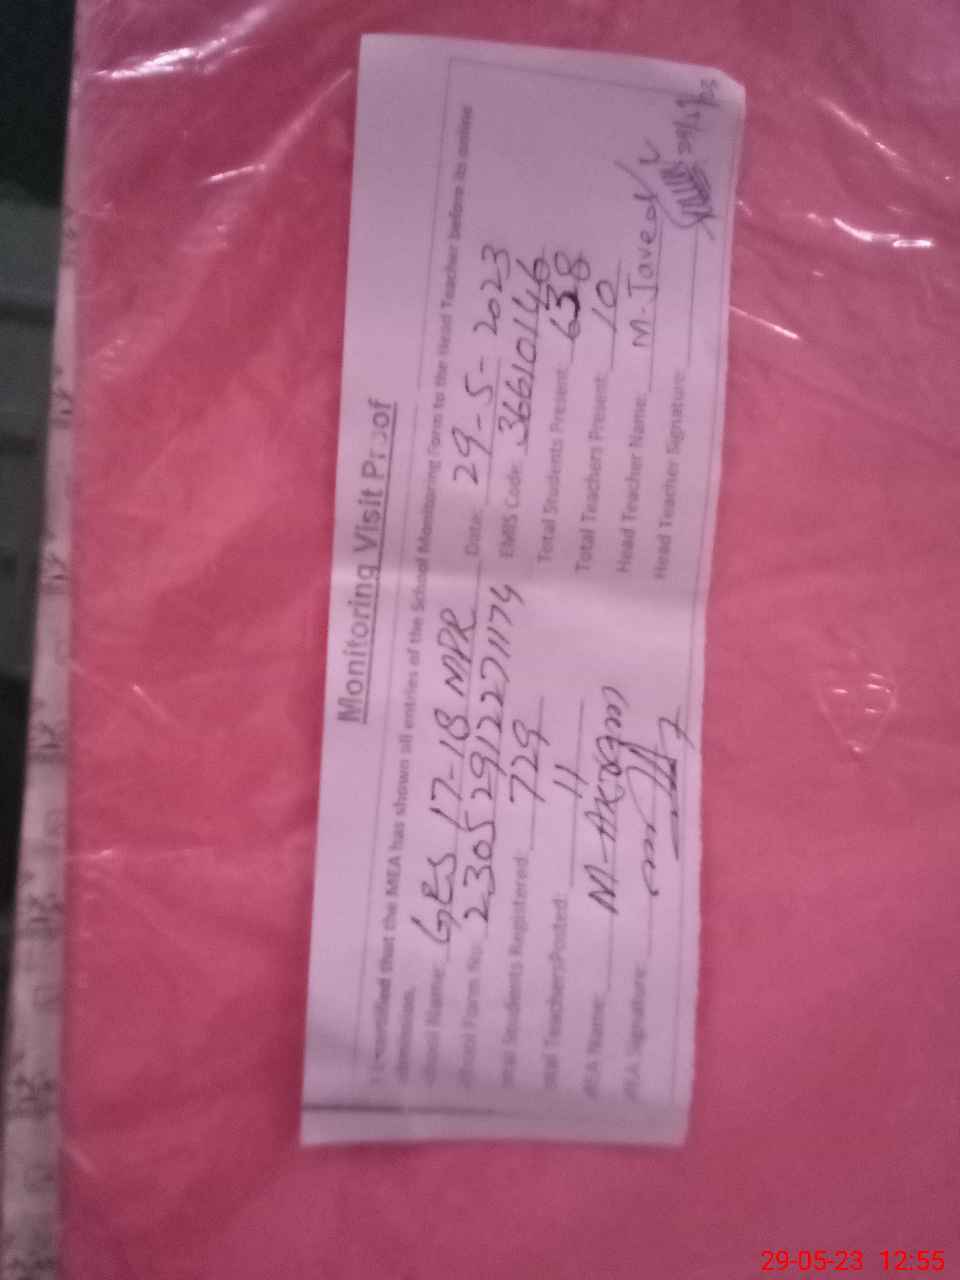 Monitoring Visit Proof
certified that the MEA has shown all entries of the School Monitoring Form to the Head Teacher before its online
School Name: GES 17-18 MPR Date: 29-5-2023
School Form No: 23052912271174 EMIS Code: 36610146
Total Students Registered: 729 Total Students Present: 638
Total Teachers Posted: 11 Total Teachers Present: 10
MEA Name: M-Akram Head Teacher Name: M-Javed
MEA Signature: Head Teacher Signature:
29-05-23 12:55